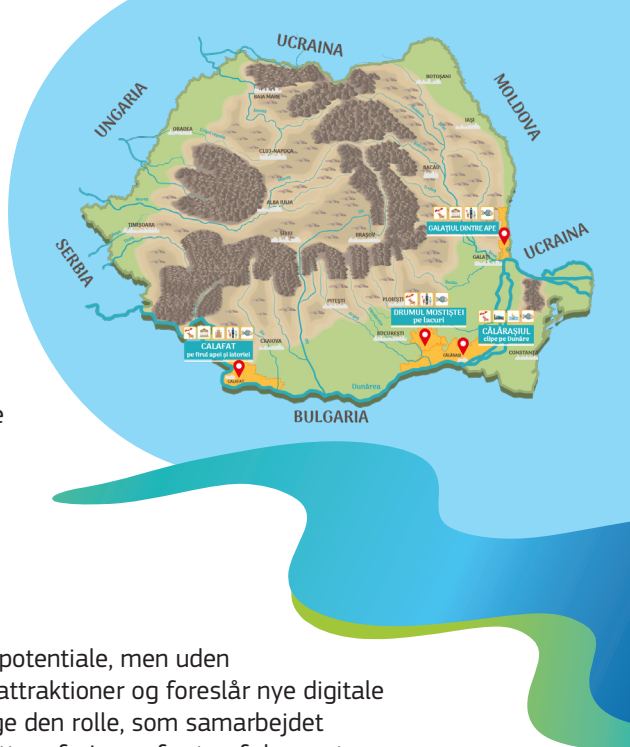 UCRAINA
BOTOȘANI
BAIA MARE
MOLDOVA
UNGARIA
ORADEA
IAȘI
CLUJ-NAPOCA
BACĂU
ALBA IULIA
GALAȚIUL DINTRE APE
TIMIȘOARA
SIBIU
BRAȘOV
UCRAINA
GALAȚI
SERBIA
PITEȘTI
PLOIEȘTI
DRUMUL MOSTIȘTEI
pe lacuri
CĂLĂRAȘIUL
clipe pe Dunăre
BUCUREȘTI
CĂLĂRAȘI
CONSTANȚA
CALAFAT
pe firul apei și istoriei
CRAIOVA
CALAFAT
Dunărea
BULGARIA
e
potentiale, men uden
attraktioner og foreslår nye digitale
ge den rolle, som samarbejdet